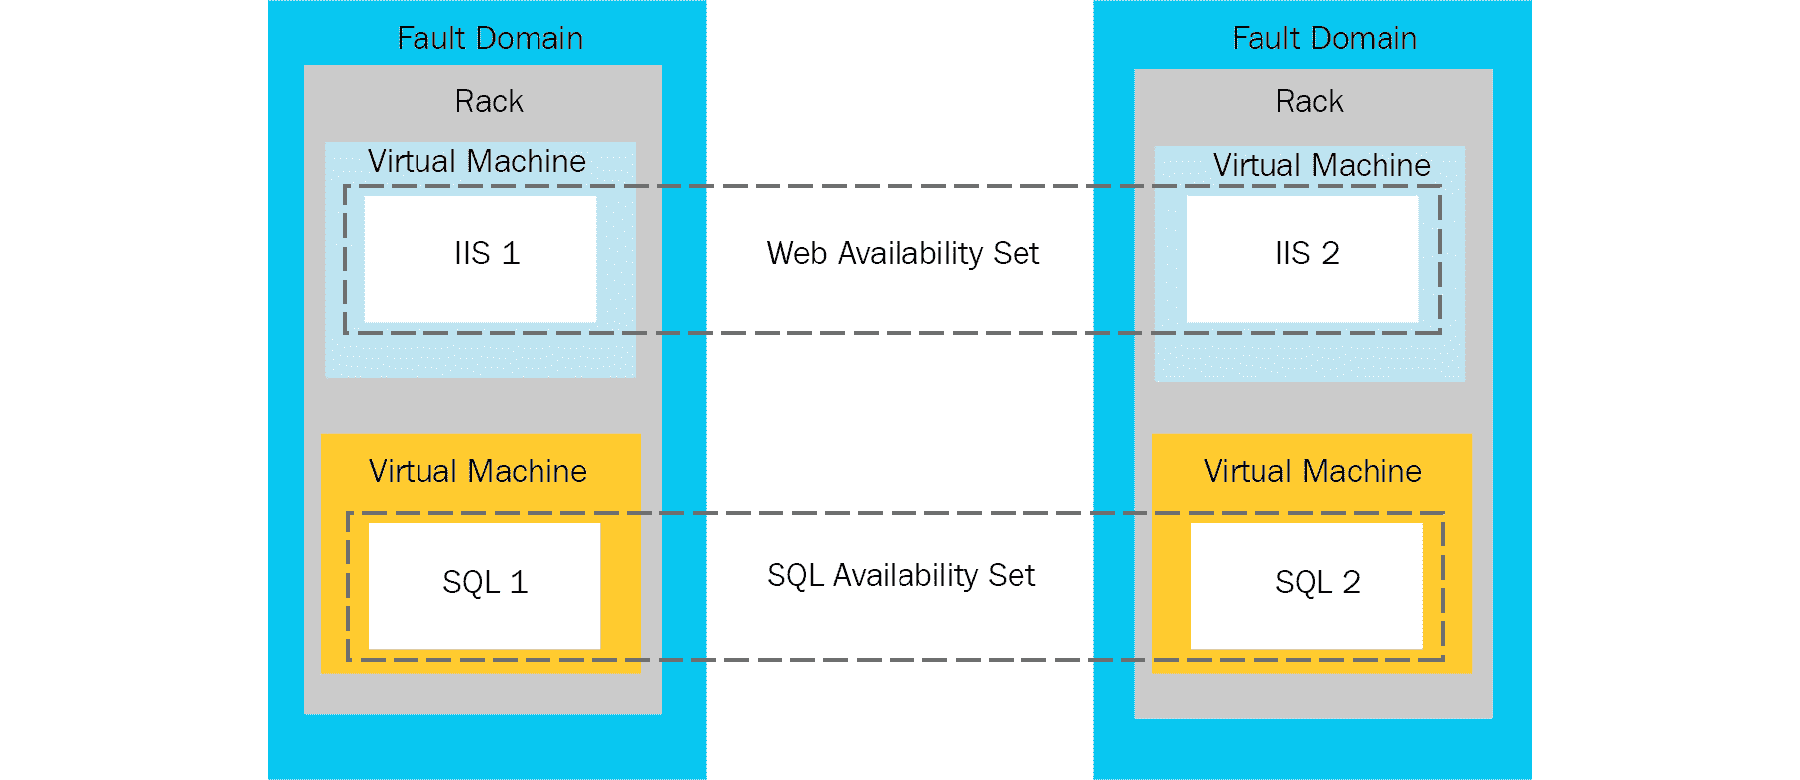 Fault Domain
Fault Domain
Rack
Rack
Virtual Machine
Virtual Machine
IIS 1
Web Availability Set
IIS 2
Virtual Machine
Virtual Machine
SQL 1
SQL Availability Set
SQL 2